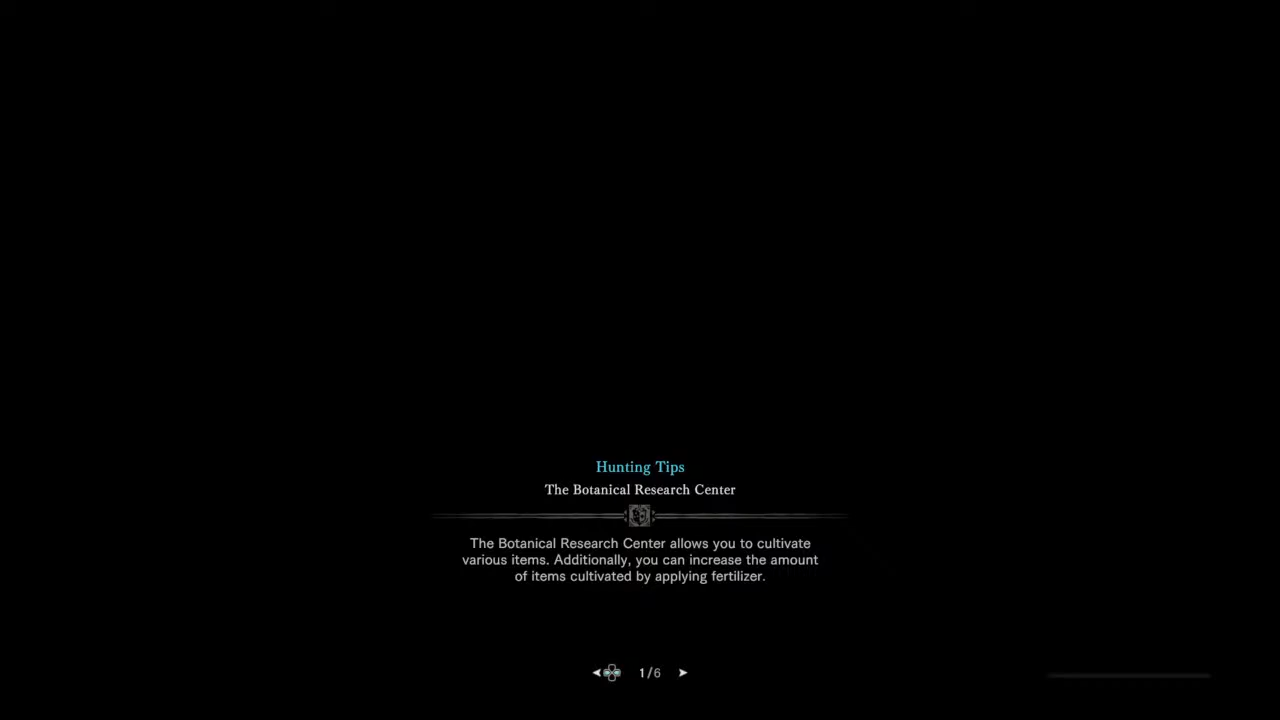 Hunting Tips
The Botanical Research Center
The Botanical Research Center allows you to cultivate
various items. Additionally, you can increase the amount
of items cultivated by applying fertilizer.
1/6